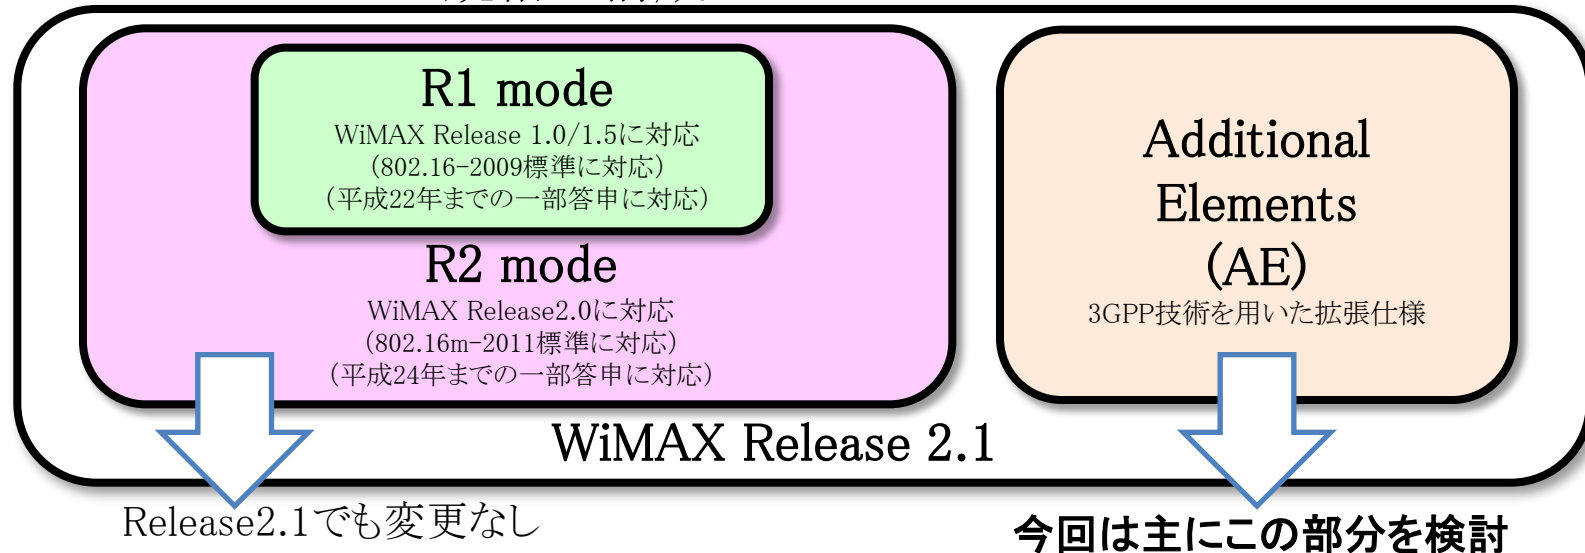 R1 mode
WiMAX Release 1.0/1.5に対応
(802.16-2009標準に対応)
(平成22年までの一部答申に対応)
R2 mode
WiMAX Release2.0に対応
(802.16m-2011標準に対応)
(平成24年までの一部答申に対応)
Additional
Elements
(AE)
3GPP技術を用いた拡張仕様
WiMAX Release 2.1
Release2.1でも変更なし
今回は主にこの部分を検討